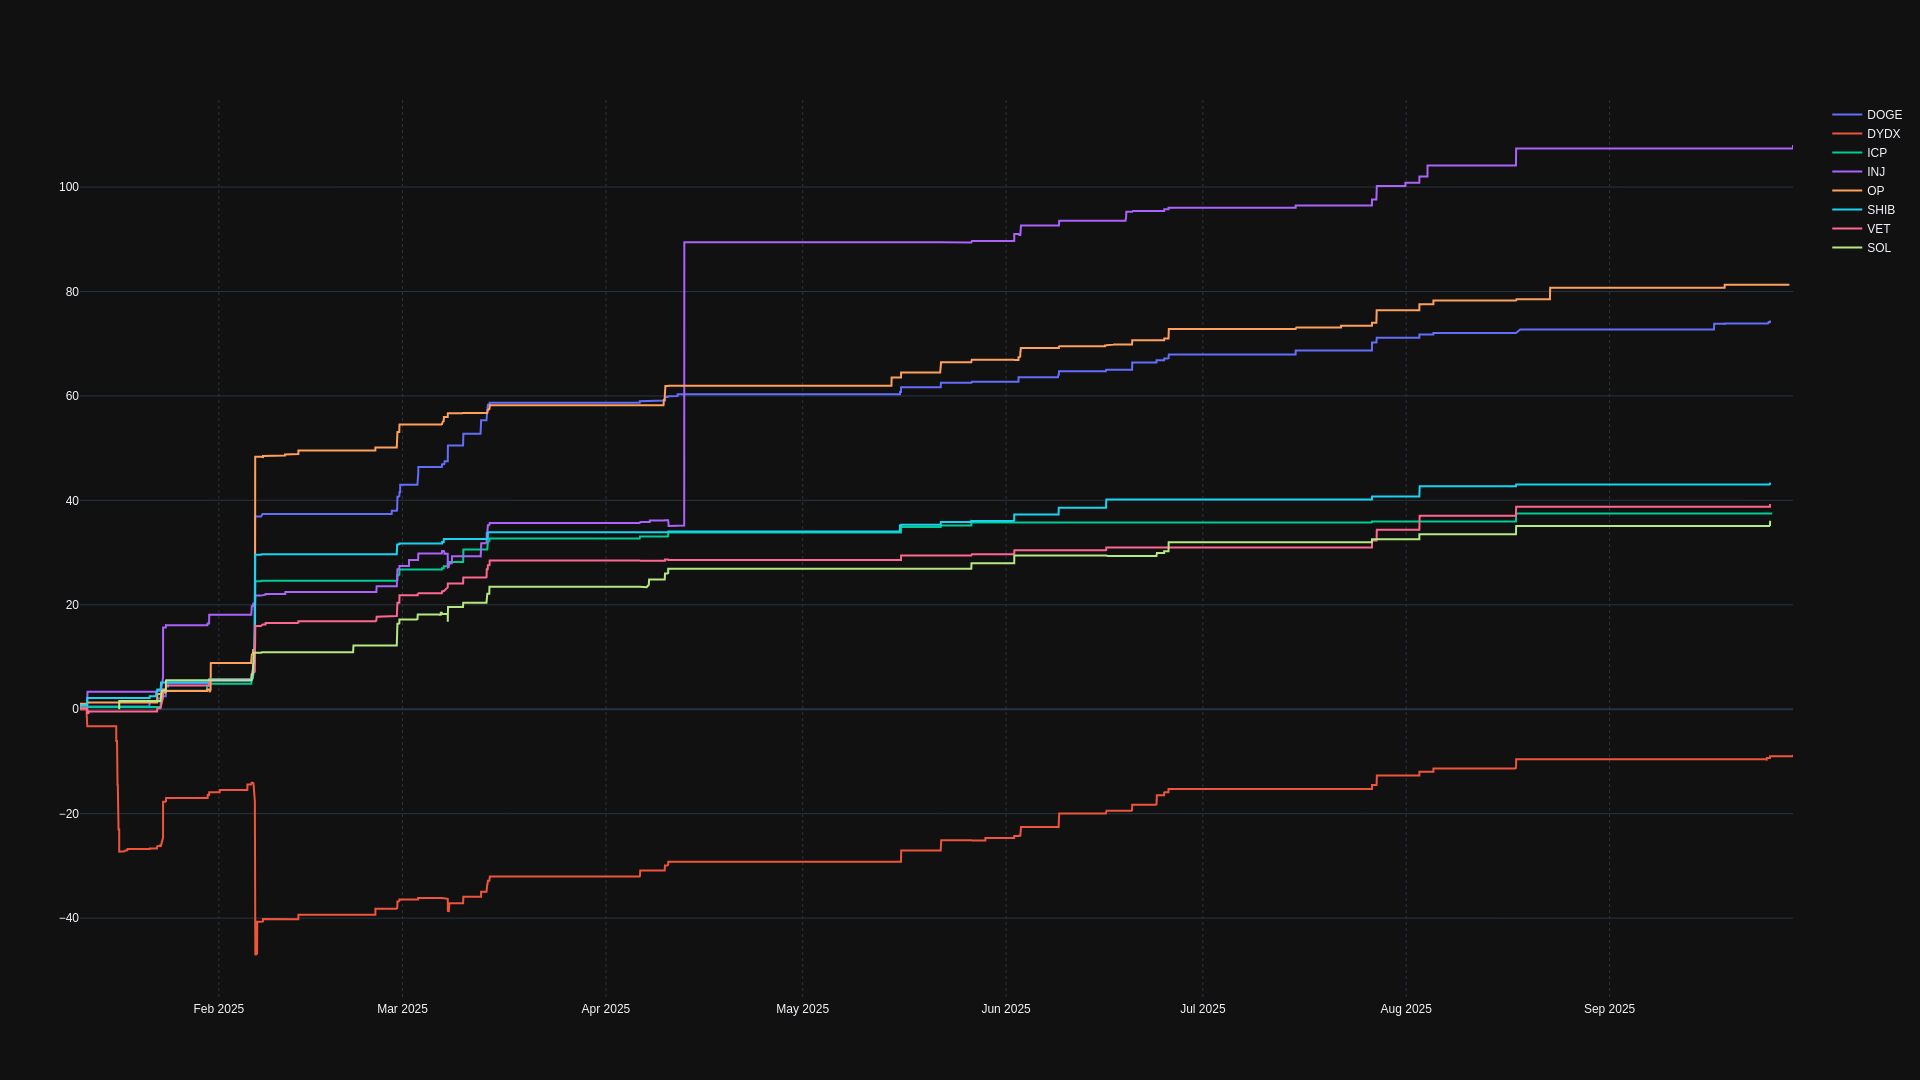 DOGE
DYDX
ICP
INJ
OP
SHIB
VET
SOL
100
80
60
40
20
0
−20
−40
Feb 2025
Mar 2025
Apr 2025
May 2025
Jun 2025
Jul 2025
Aug 2025
Sep 2025